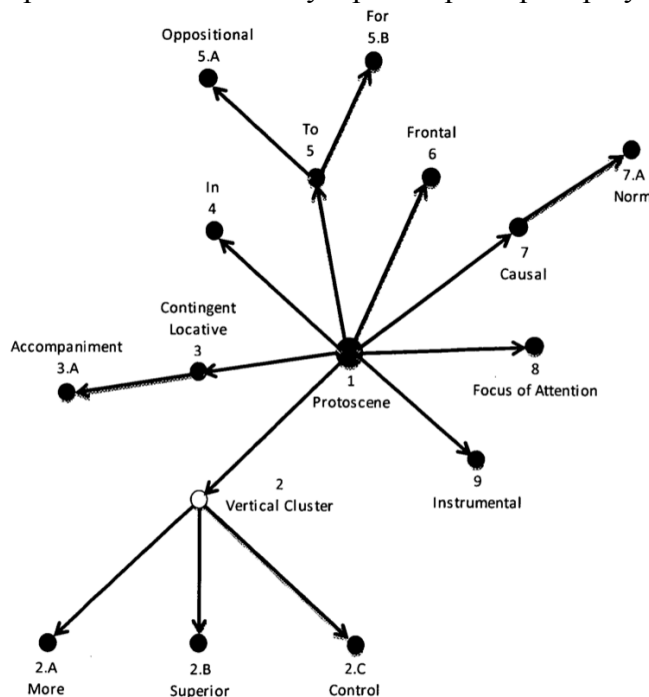 For
Oppositional
5.B
5.A
To
5
Frontal
6
7.A
Norm
In
4
7
Causal
Contingent
Locative
3
Accompaniment
3.A
1
Protoscene
8
Focus of Attention
2
Vertical Cluster
9
Instrumental
2.A
More
2.B
Superior
2.C
Control